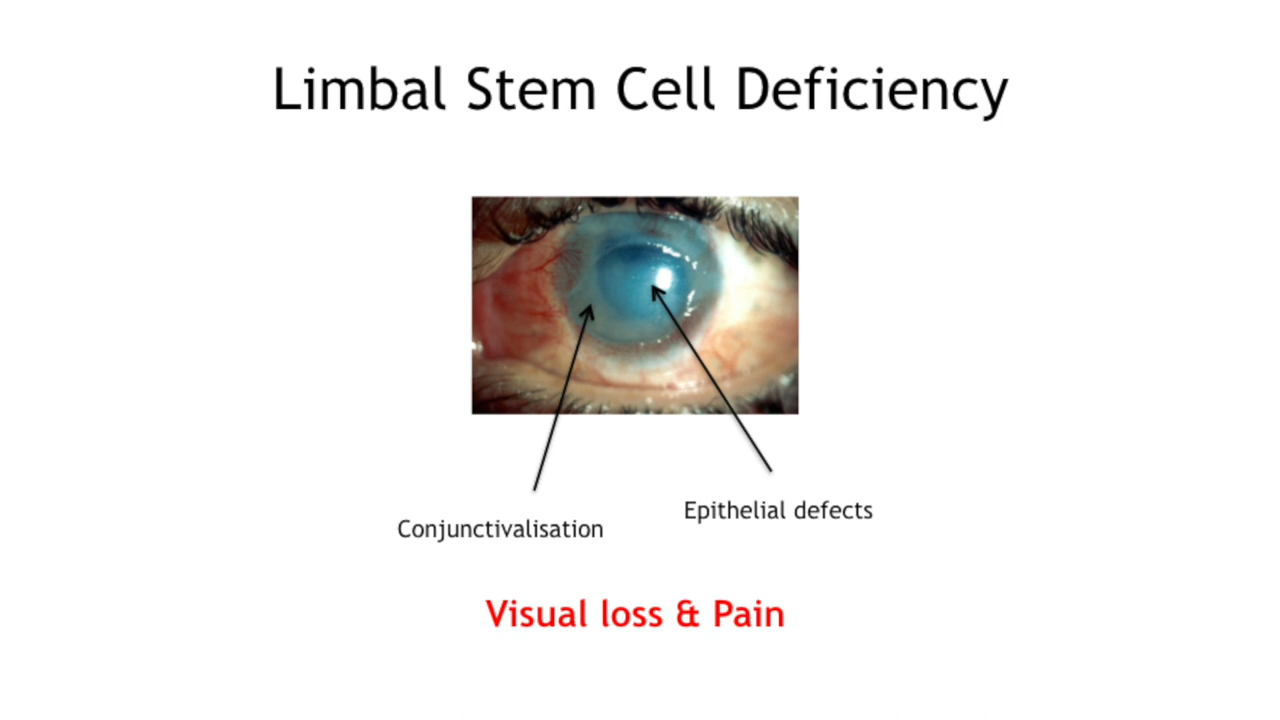 Limbal Stem Cell Deficiency
Epithelial defects
Conjunctivalisation
Visual loss & Pain